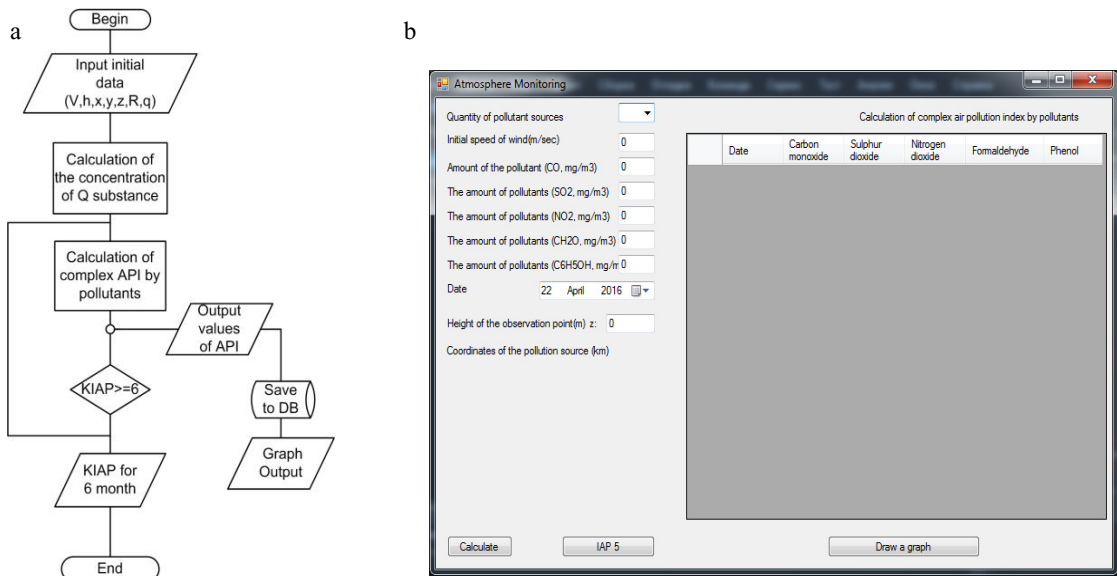 a
Begin
Input initial
data
(V,h,x,y,z,R,q)
Calculation of
the concentration
of Q substance
Calculation of
complex API by
pollutants
Output
values
of API
KIAP>=6
Save
to DB
Graph
Output
KIAP for
6 month
End
b
Atmosphere Monitoring
Quantity of pollutant sources
Initial speed of wind(m/sec)
0
Amount of the pollutant (CO, mg/m3)
0
The amount of pollutants (SO2, mg/m3)
0
The amount of pollutants (NO2, mg/m3)
0
The amount of pollutants (CH2O, mg/m3)
0
The amount of pollutants (C6H5OH, mg/m
0
Date
22 April 2016
Height of the observation point(m) z:
0
Coordinates of the pollution source (km)
Calculate
IAP 5
Calculation of complex air pollution index by pollutants
Date
Carbon
monoxide
Sulphur
dioxide
Nitrogen
dioxide
Formaldehyde
Phenol
Draw a graph